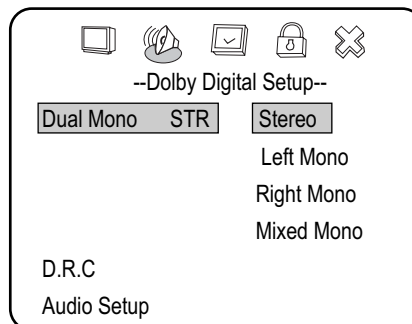 --Dolby Digital Setup--
Dual Mono STR Stereo
Left Mono
Right Mono
Mixed Mono
D.R.C
Audio Setup